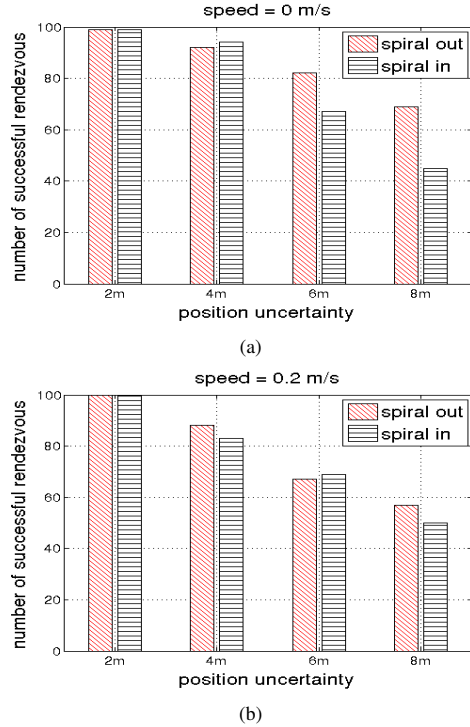 speed = 0 m/s
number of successful rendezvous
100
80
60
40
20
0
spiral out
spiral in
2m 4m 6m 8m
position uncertainty
(a)
speed = 0.2 m/s
number of successful rendezvous
100
80
60
40
20
0
spiral out
spiral in
2m 4m 6m 8m
position uncertainty
(b)